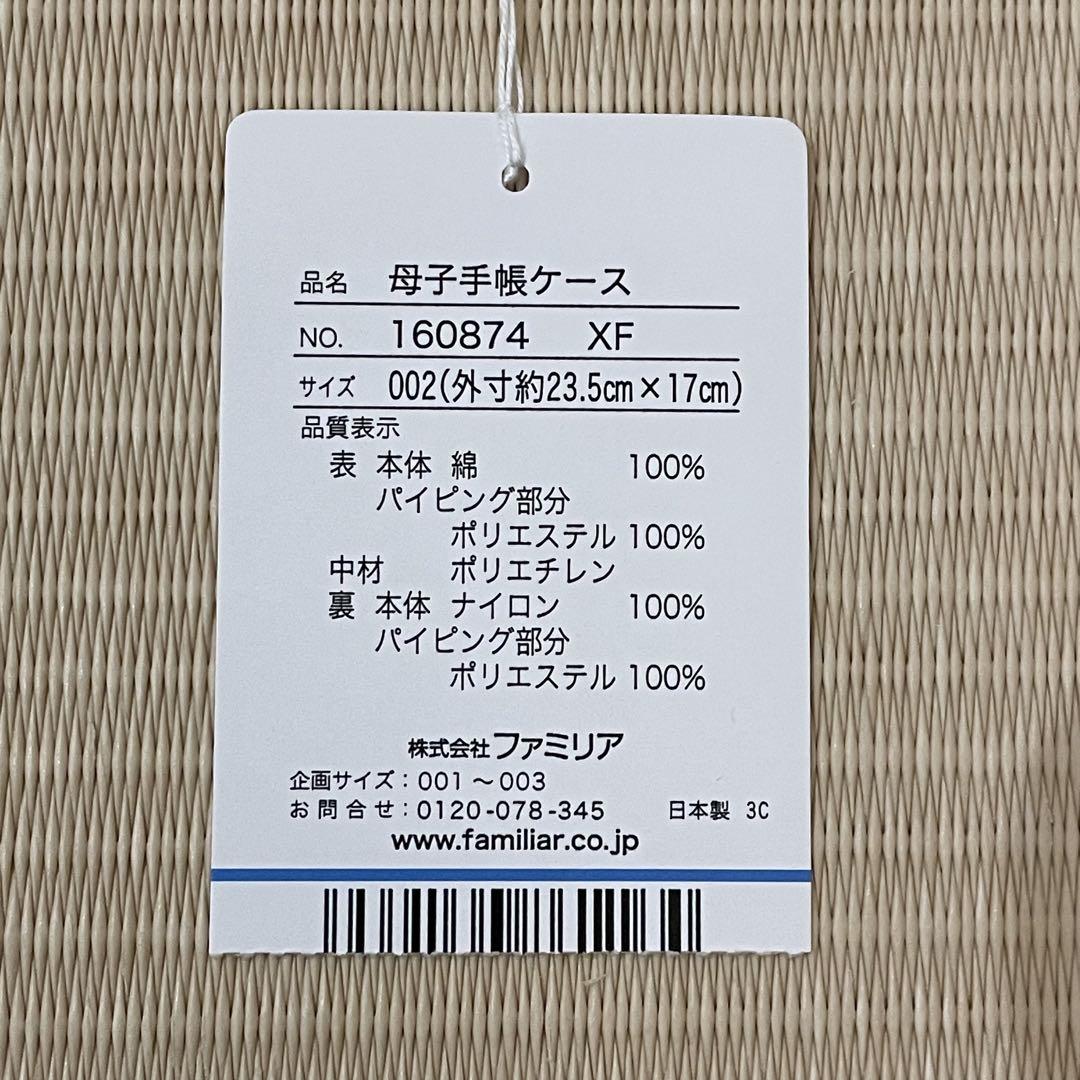 品名 母子手帳ケース
NO. 160874 XF
サイズ 002(外寸約23.5㎝×17㎝)
品質表示
表 本体 綿 100%
パイピング部分
ポリエステル 100%
中材 ポリエチレン
裏 本体 ナイロン 100%
パイピング部分
ポリエステル 100%
株式会社ファミリア
企画サイズ：001～003
お問合せ：0120-078-345 日本製 3C
www.familiar.co.jp